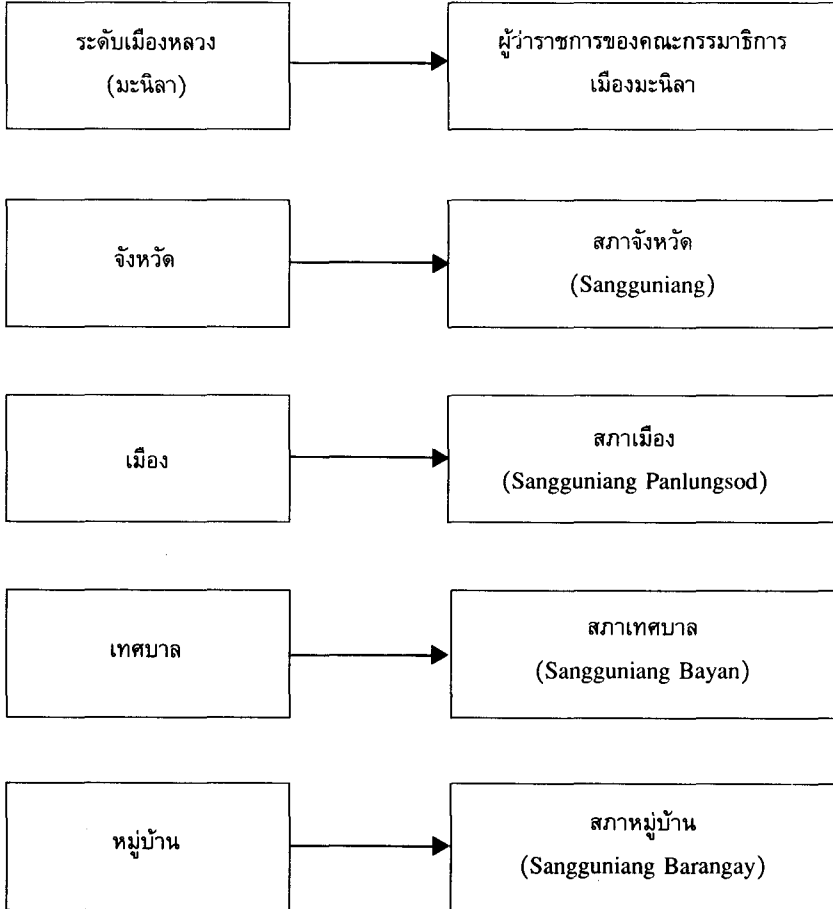 ระดับเมืองหลวง
(มะนิลา)
ผู้ว่าราชการของคณะกรรมาธิการ
เมืองมะนิลา
จังหวัด
สภาจังหวัด
(Sangguniang)
เมือง
สภาเมือง
(Sangguniang Panlungsod)
เทศบาล
สภาเทศบาล
(Sangguniang Bayan)
หมู่บ้าน
สภาหมู่บ้าน
(Sangguniang Barangay)